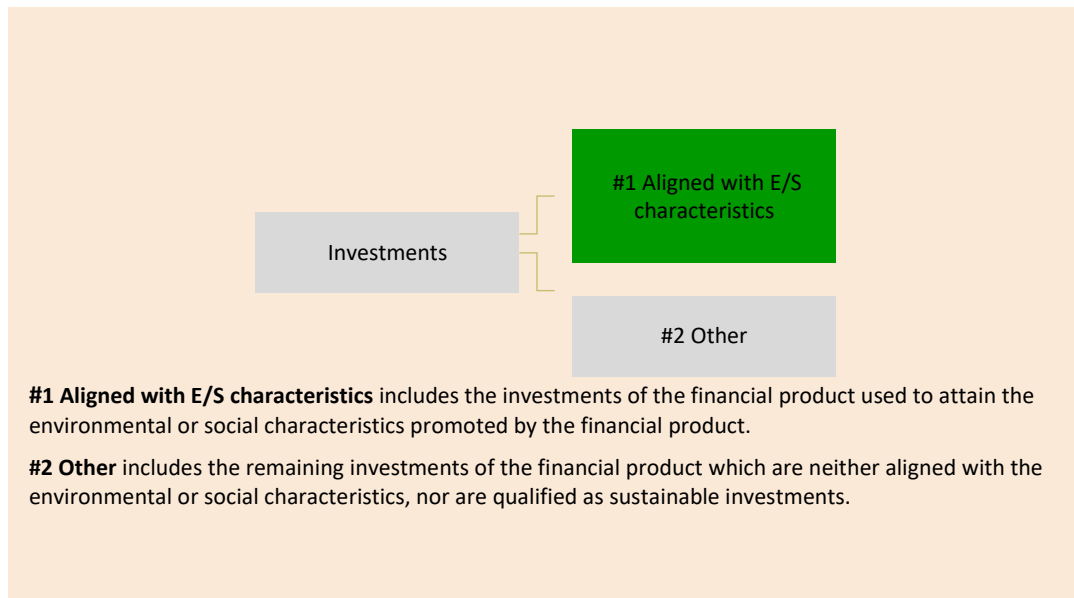 #1 Aligned with E/S
characteristics
Investments
#2 Other
#1 Aligned with E/S characteristics includes the investments of the financial product used to attain the
environmental or social characteristics promoted by the financial product.
#2 Other includes the remaining investments of the financial product which are neither aligned with the
environmental or social characteristics, nor are qualified as sustainable investments.